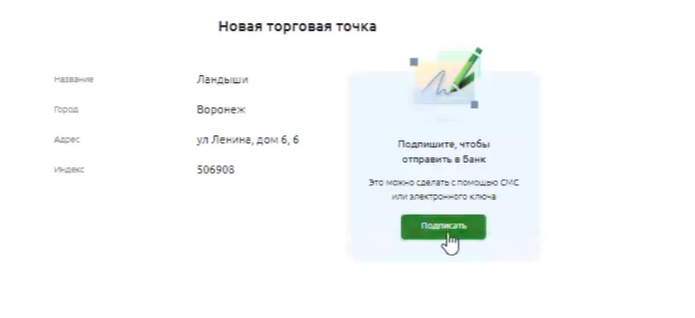 Новая торговая точка
Название Ландыши
Город Воронеж
Адрес ул Ленина, дом 6, 6
Индекс 506908
Подпишите, чтобы
отправить в Банк
Это можно сделать с помощью СМС
или электронного ключа
Подписать